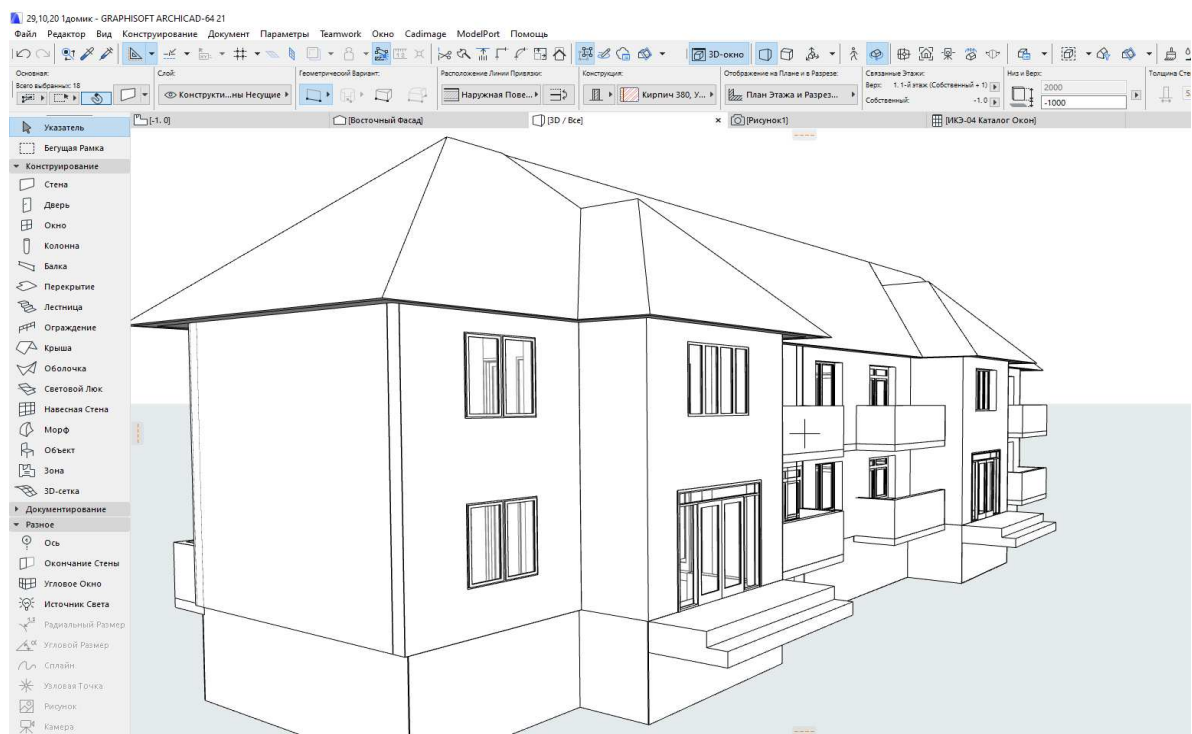 29,10,20 1домик - GRAPHISOFT ARCHICAD-64 21
Файл Редактор Вид Конструирование Документ Параметры Teamwork Окно Cadimage ModelPort Помощь
3D-окно
Основная: Слой: Геометрический Вариант: Расположение Линии Привязки: Конструкция: Отображение на Плане и в Разрезе: Связанные Этажи: Низ и Верх: Толщина Сте
Всего выбранных: 18
Верх: 1. 1-й этаж (Собственный + 1) 2000
Конструкти...ны Несущие Наружная Пове... Кирпич 380, У... План Этажа и Разрез...
Собственный: -1. 0 -1000
[-1. 0] [Восточный Фасад] [3D / Все] [Рисунок1] [ИКЭ-04 Каталог Окон]
Указатель
Бегущая Рамка
Конструирование
Стена
Дверь
Окно
Колонна
Балка
Перекрытие
Лестница
Ограждение
Крыша
Оболочка
Световой Люк
Навесная Стена
Морф
Объект
Зона
3D-сетка
Документирование
Разное
Ось
Окончание Стены
Угловое Окно
Источник Света
Радиальный Размер
Угловой Размер
Сплайн
Узловая Точка
Рисунок
Камера